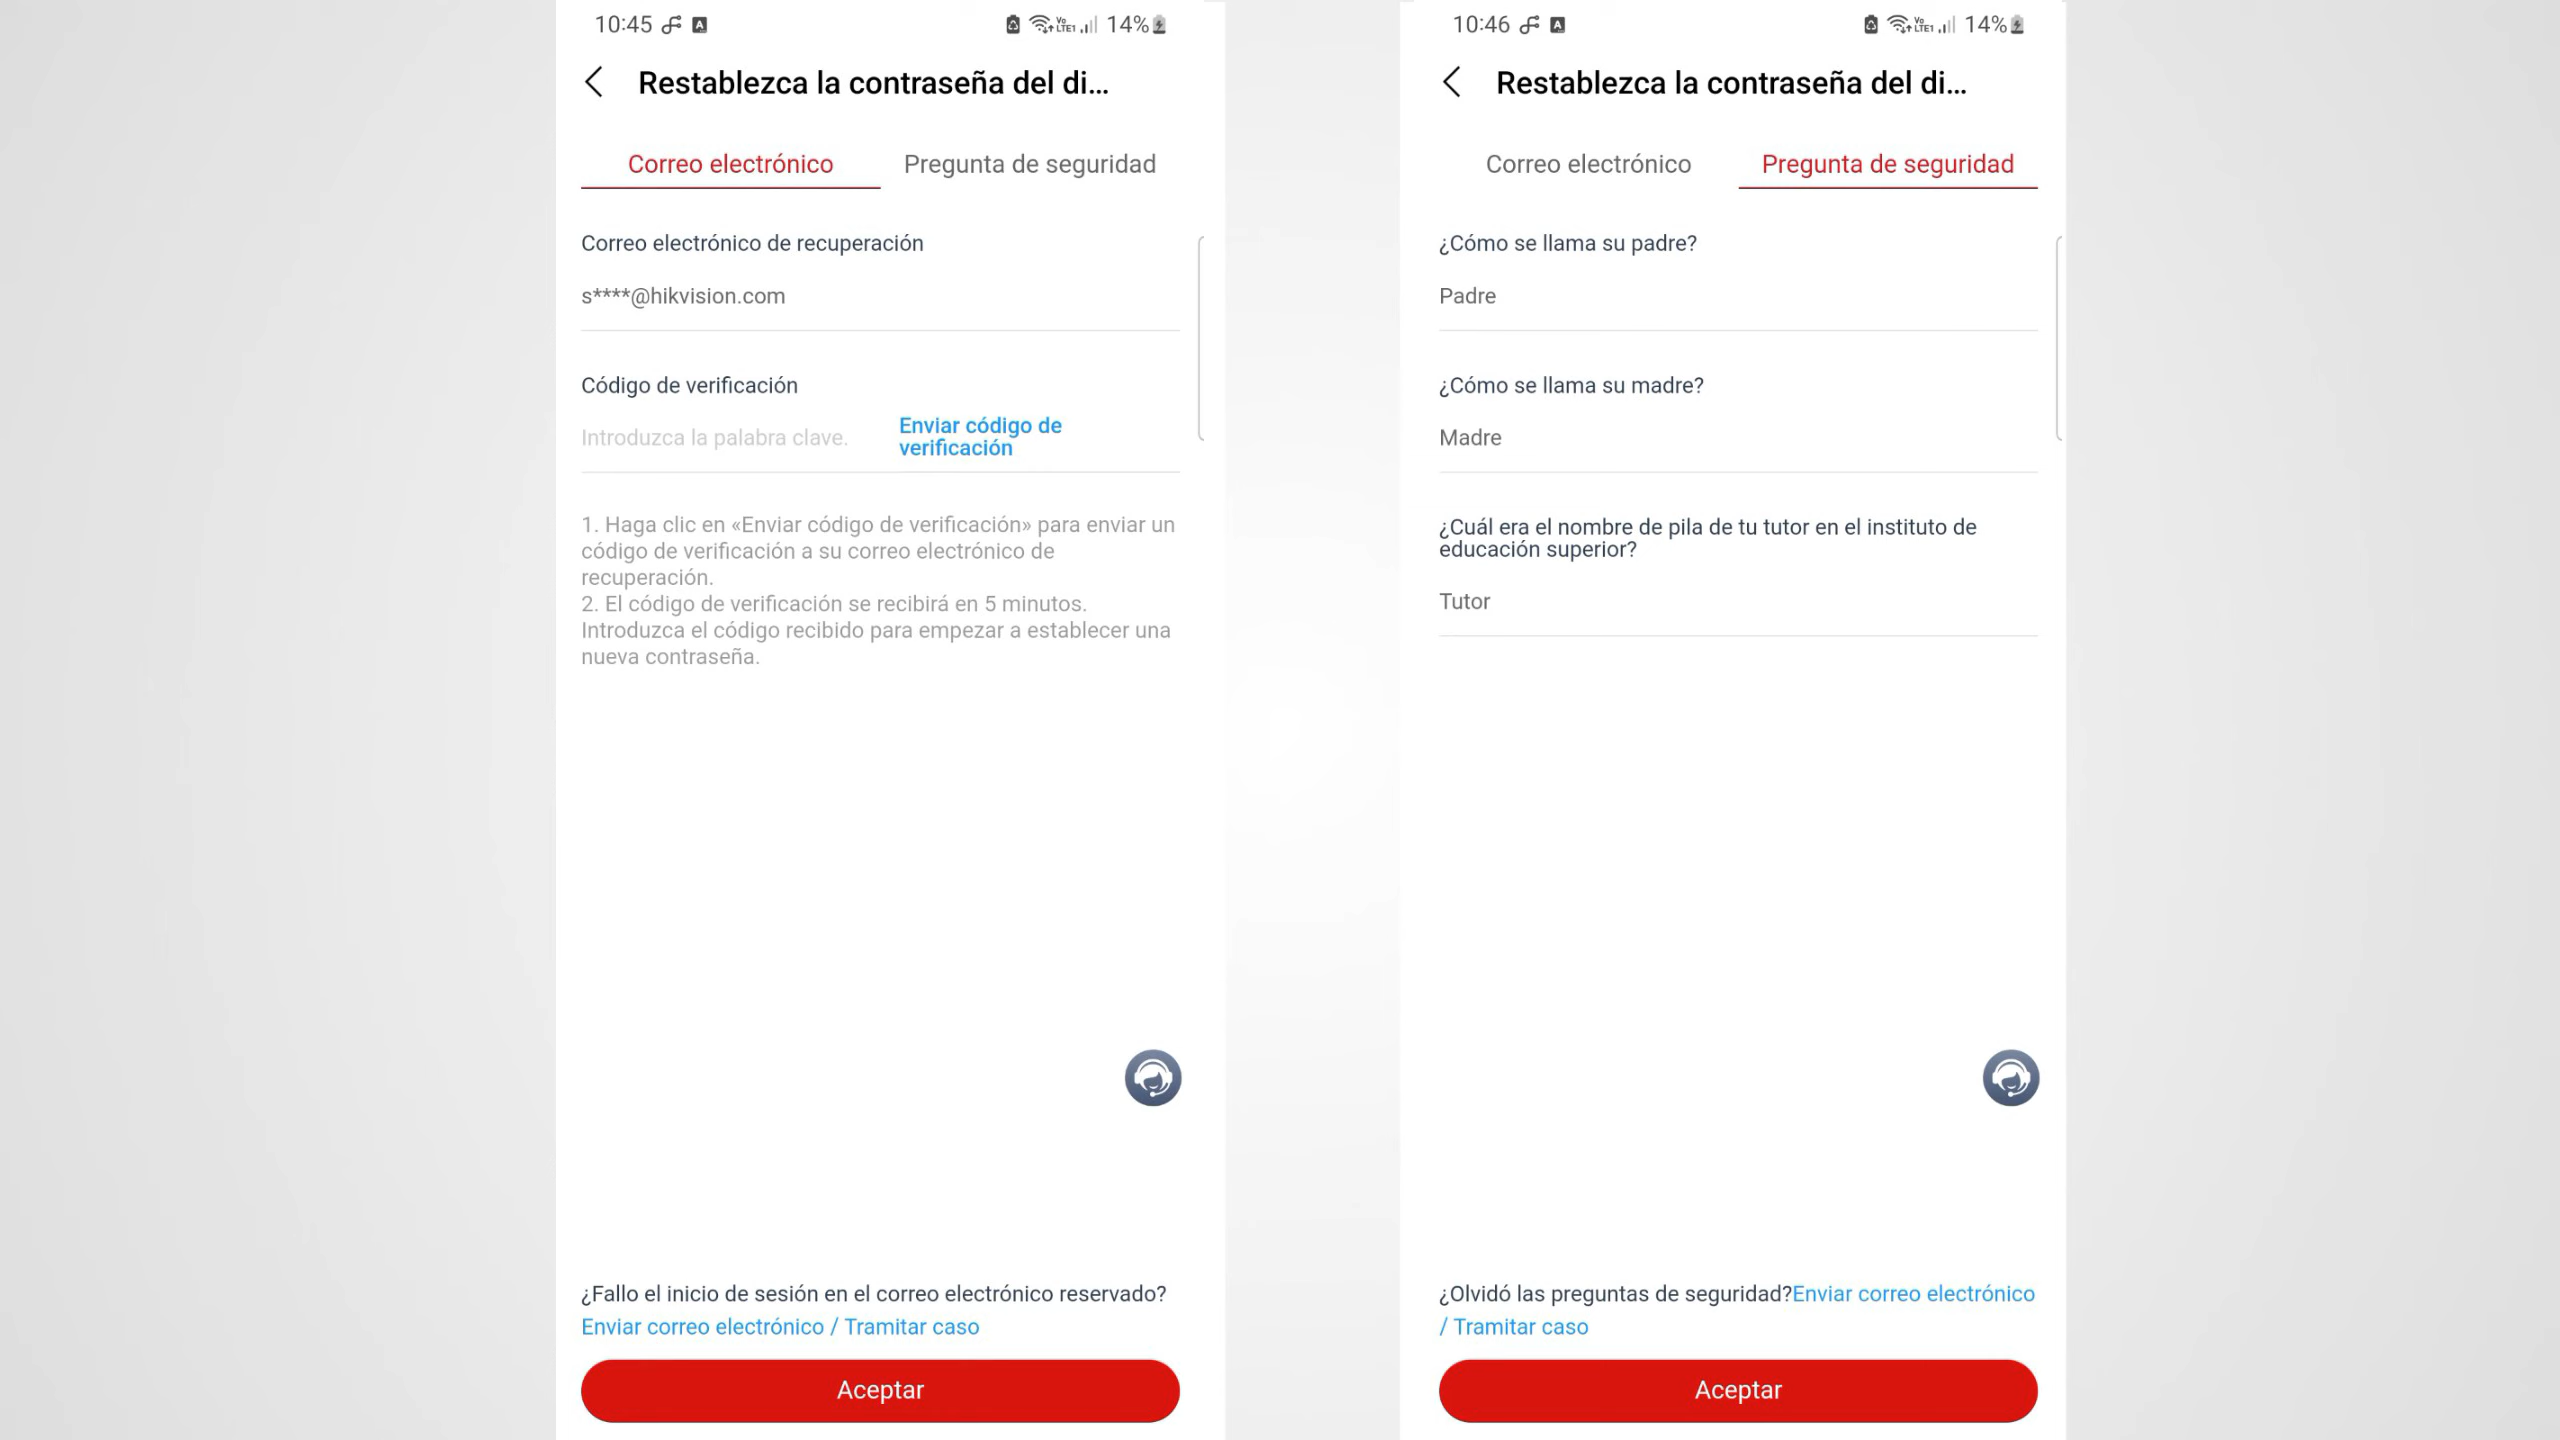 10:45
14%
Restablezca la contraseña del di...
Correo electrónico
Pregunta de seguridad
Correo electrónico de recuperación
s****@hikvision.com
Código de verificación
Introduzca la palabra clave.
Enviar código de
verificación
1. Haga clic en «Enviar código de verificación» para enviar un
código de verificación a su correo electrónico de
recuperación.
2. El código de verificación se recibirá en 5 minutos.
Introduzca el código recibido para empezar a establecer una
nueva contraseña.
¿Fallo el inicio de sesión en el correo electrónico reservado?
Enviar correo electrónico / Tramitar caso
Aceptar
10:46
14%
Restablezca la contraseña del di...
Correo electrónico
Pregunta de seguridad
¿Cómo se llama su padre?
Padre
¿Cómo se llama su madre?
Madre
¿Cuál era el nombre de pila de tu tutor en el instituto de
educación superior?
Tutor
¿Olvidó las preguntas de seguridad?Enviar correo electrónico
/ Tramitar caso
Aceptar